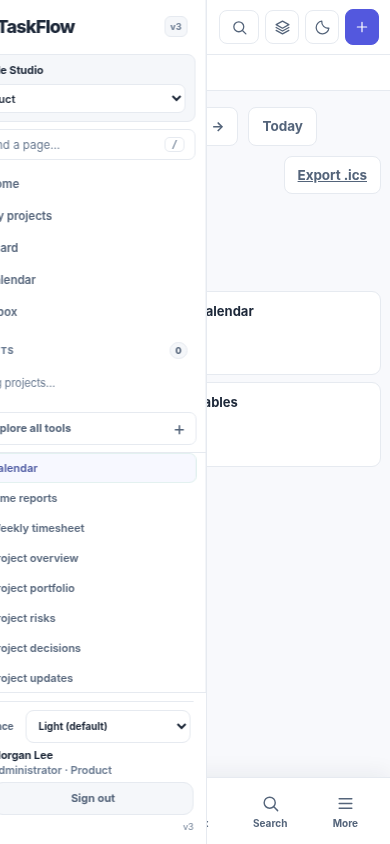 TaskFlow
v3
e Studio
uct
Today
nd a page...
/
Export .ics
ome
y projects
ard
alendar
box
TS
0
g projects...
alendar
ables
plore all tools
+
alendar
me reports
eekly timesheet
roject overview
roject portfolio
roject risks
roject decisions
roject updates
nce
Light (default)
organ Lee
dministrator · Product
Sign out
v3
Search
More